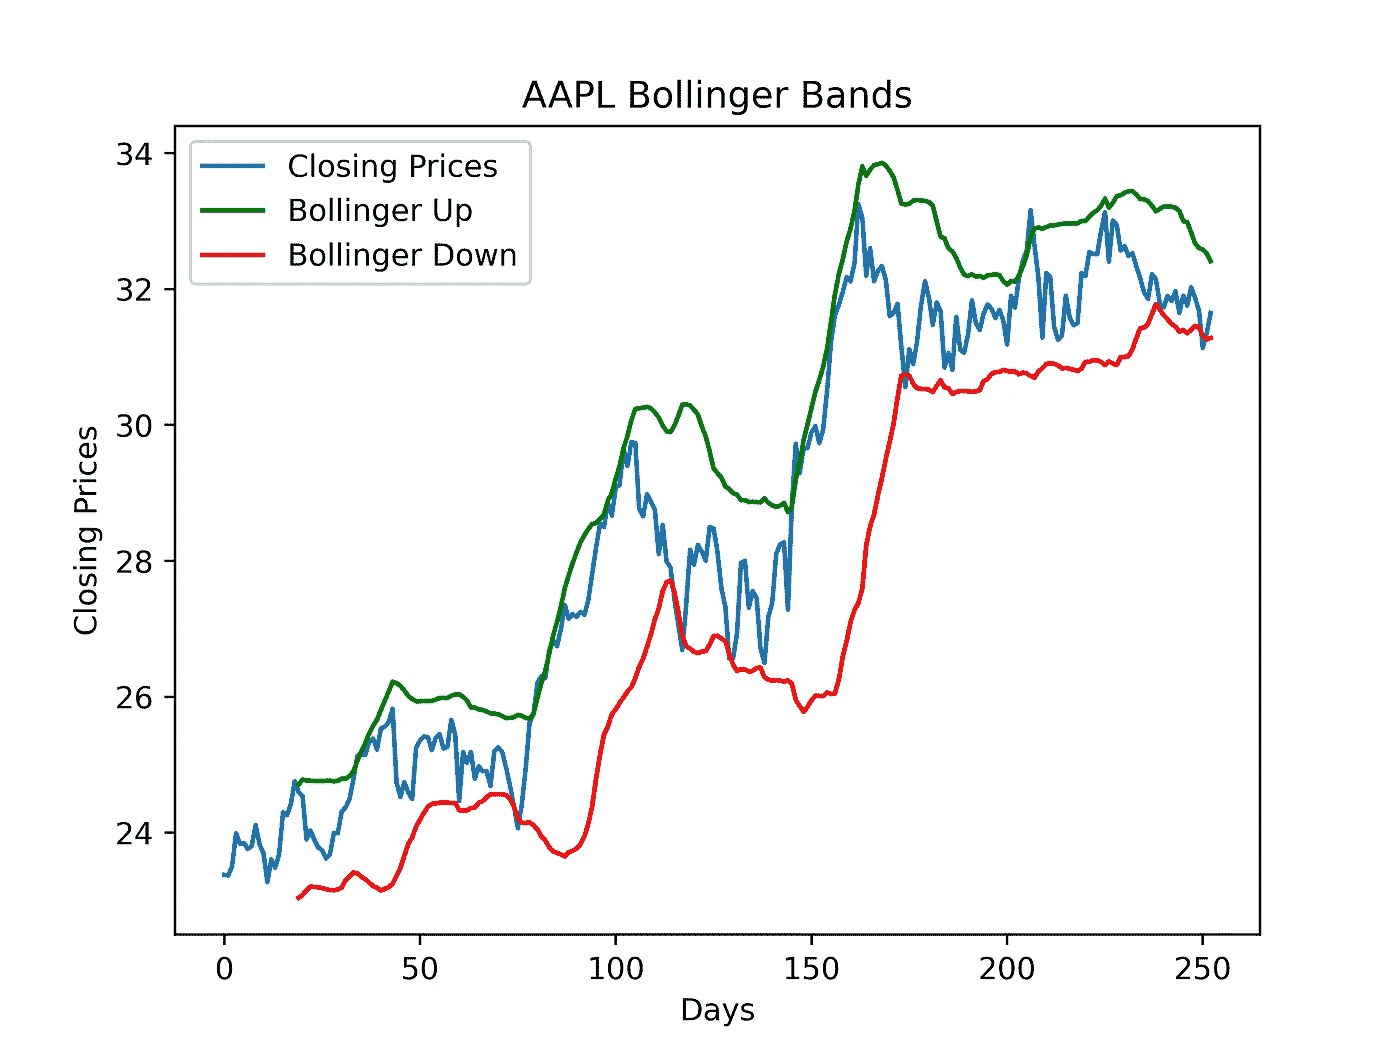 AAPL Bollinger Bands
Closing Prices
Bollinger Up
Bollinger Down
34
32
30
28
26
24
Closing Prices
0 50 100 150 200 250
Days